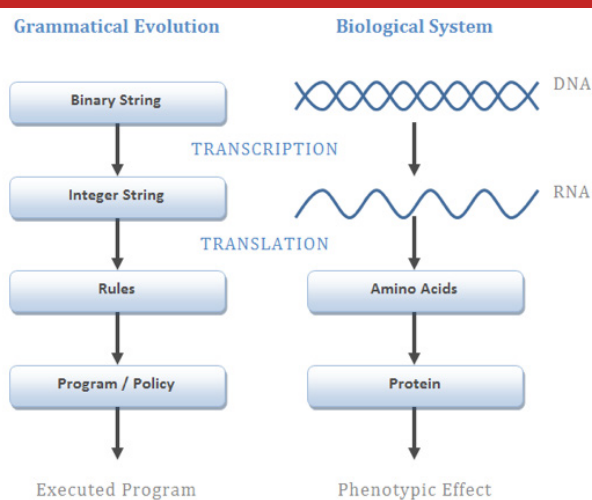 Grammatical Evolution
Biological System
Binary String
DNA
TRANSCRIPTION
Integer String
RNA
TRANSLATION
Rules
Amino Acids
Program / Policy
Protein
Executed Program
Phenotypic Effect